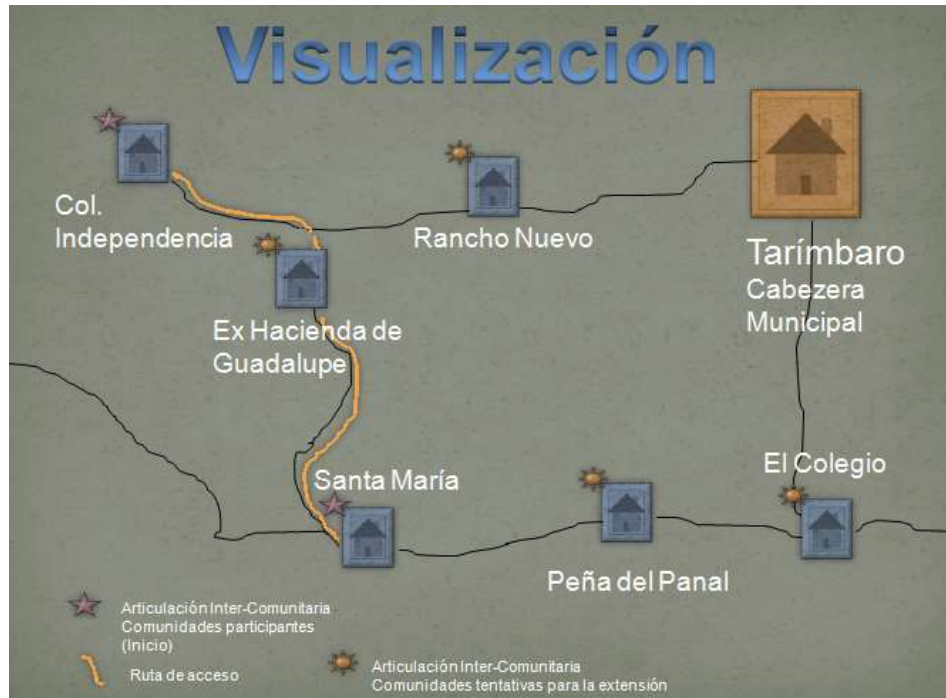 Visualización
Col.
Independencia
Rancho Nuevo
Tarímbaro
Cabezera
Municipal
Ex Hacienda de
Guadalupe
Santa María
El Colegio
Peña del Panal
Articulación Inter-Comunitaria
Comunidades participantes
(Inicio)
Ruta de acceso
Articulación Inter-Comunitaria
Comunidades tentativas para la extensión